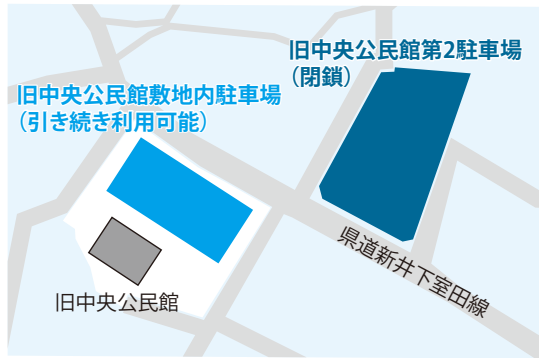 旧中央公民館第2駐車場
（閉鎖）
旧中央公民館敷地内駐車場
（引き続き利用可能）
県道新井下室田線
旧中央公民館